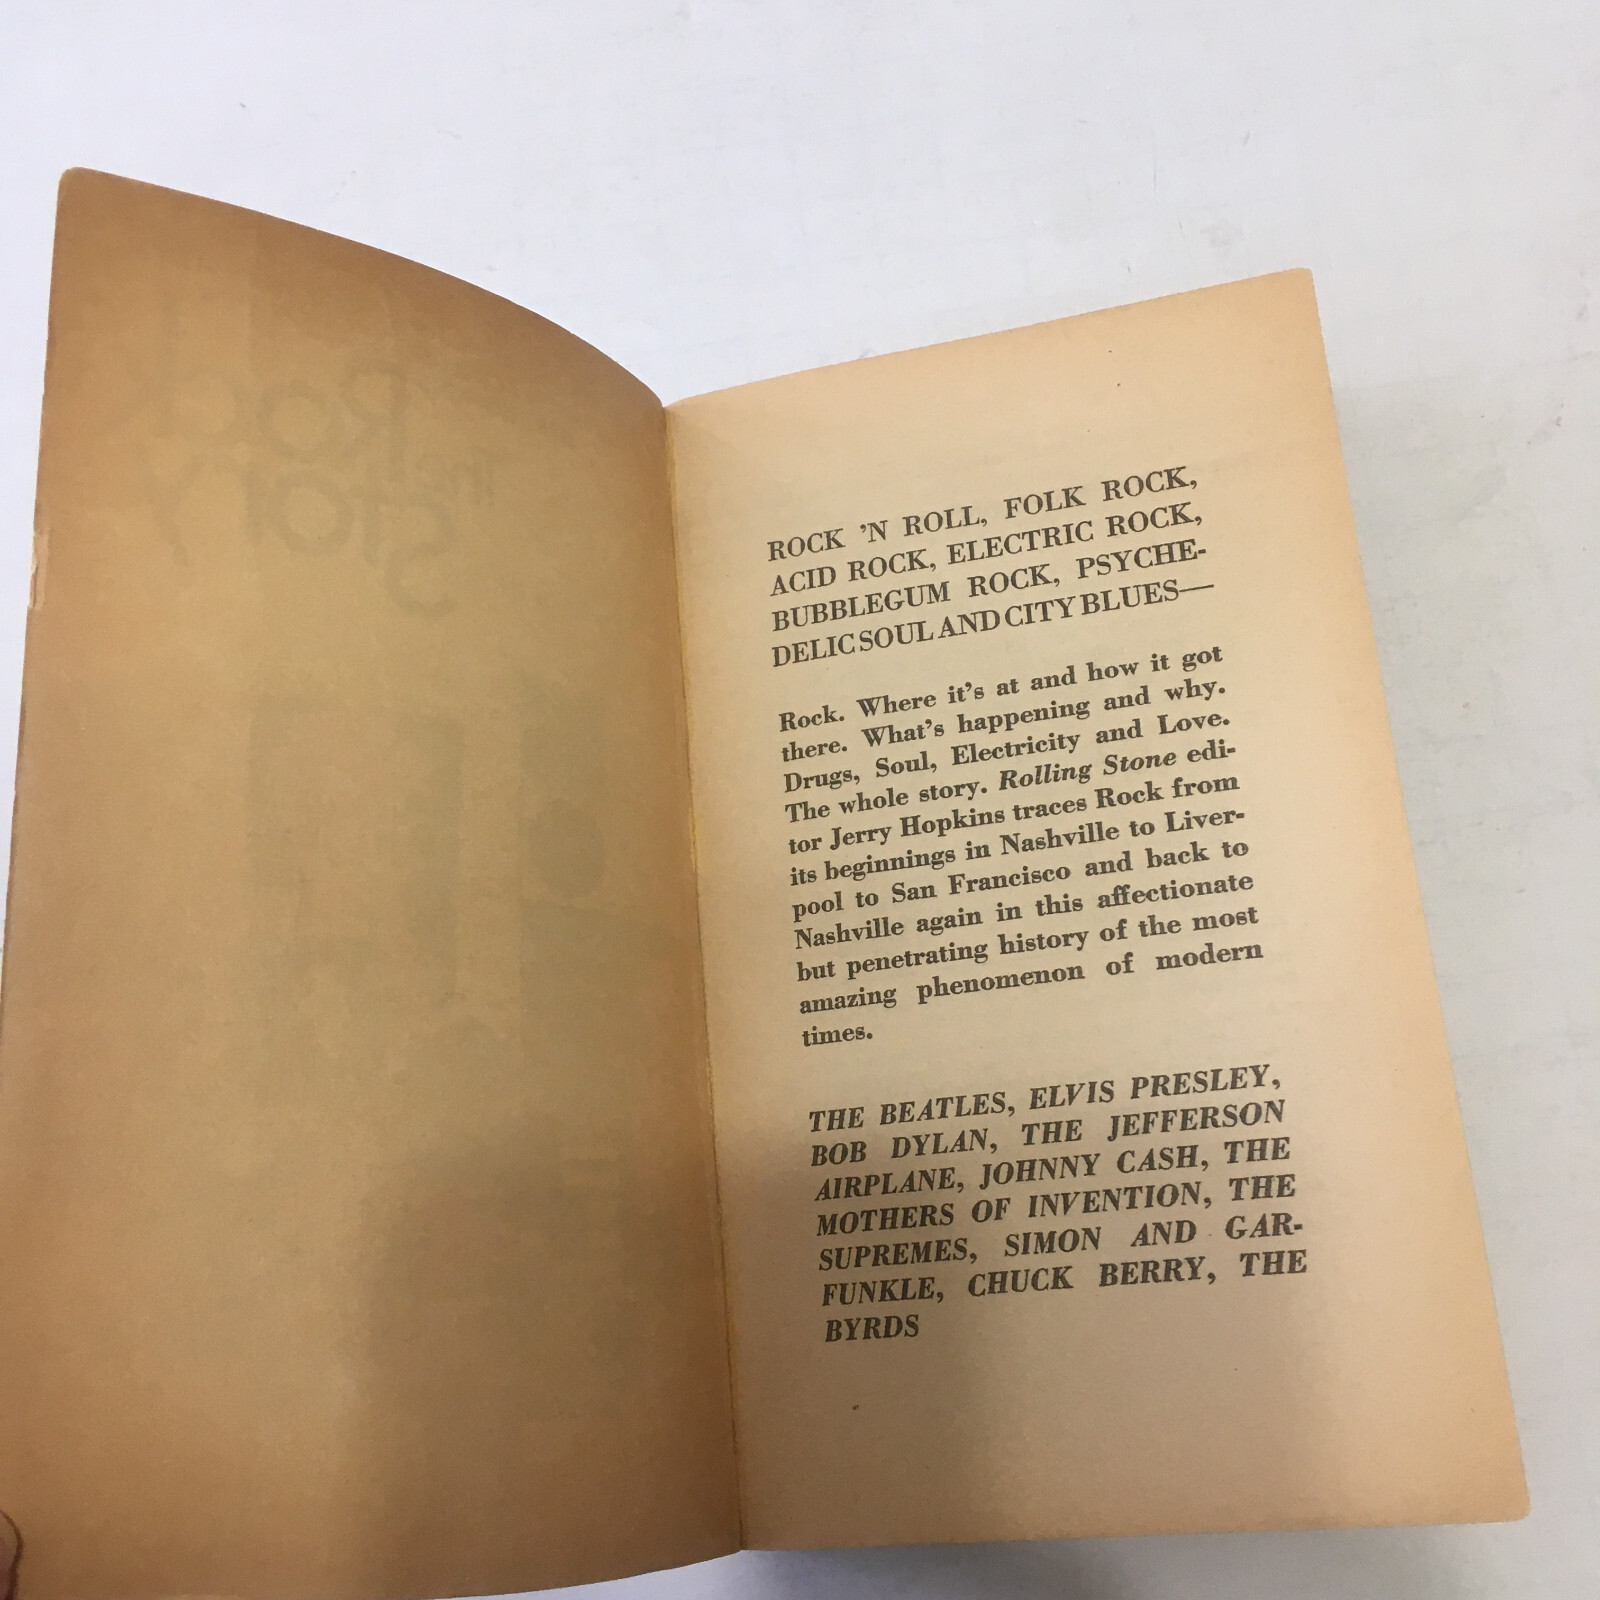 The Rock
Story
ROCK 'N ROLL, FOLK ROCK,
ACID ROCK, ELECTRIC ROCK,
BUBBLEGUM ROCK, PSYCHE-
DELIC SOUL AND CITY BLUES—
Rock. Where it's at and how it got
there. What's happening and why.
Drugs, Soul, Electricity and Love.
The whole story. Rolling Stone edi-
tor Jerry Hopkins traces Rock from
its beginnings in Nashville to Liver-
pool to San Francisco and back to
Nashville again in this affectionate
but penetrating history of the most
amazing phenomenon of modern
times.
THE BEATLES, ELVIS PRESLEY,
BOB DYLAN, THE JEFFERSON
AIRPLANE, JOHNNY CASH, THE
MOTHERS OF INVENTION, THE
SUPREMES, SIMON AND GAR-
FUNKLE, CHUCK BERRY, THE
BYRDS